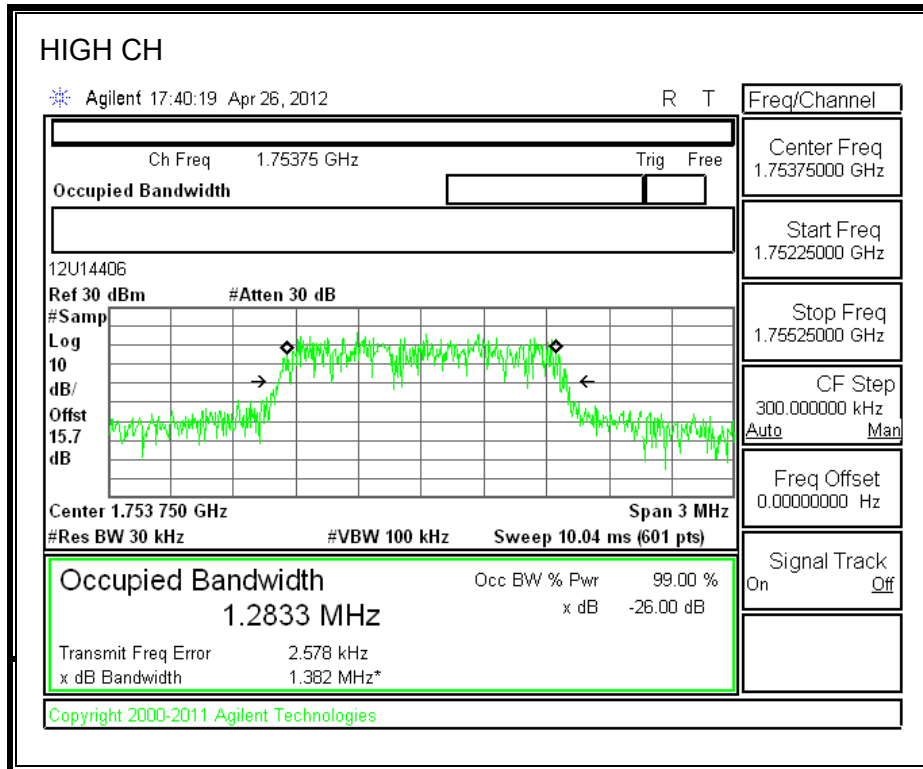 HIGH CH
Agilent 17:40:19 Apr 26, 2012 R T
Freq/Channel
Ch Freq 1.75375 GHz Trig Free
Occupied Bandwidth
Center Freq
1.75375000 GHz
Start Freq
1.75225000 GHz
12U14406
Ref 30 dBm #Atten 30 dB
#Samp
Log
10
dB/
Offst
15.7
dB
Stop Freq
1.75525000 GHz
CF Step
300.000000 kHz
Auto Man
Freq Offset
0.00000000 Hz
Center 1.753 750 GHz Span 3 MHz
#Res BW 30 kHz #VBW 100 kHz Sweep 10.04 ms (601 pts)
Signal Track
On Off
Occupied Bandwidth Occ BW % Pwr 99.00 %
1.2833 MHz x dB -26.00 dB
Transmit Freq Error 2.578 kHz
x dB Bandwidth 1.382 MHz*
Copyright 2000-2011 Agilent Technologies